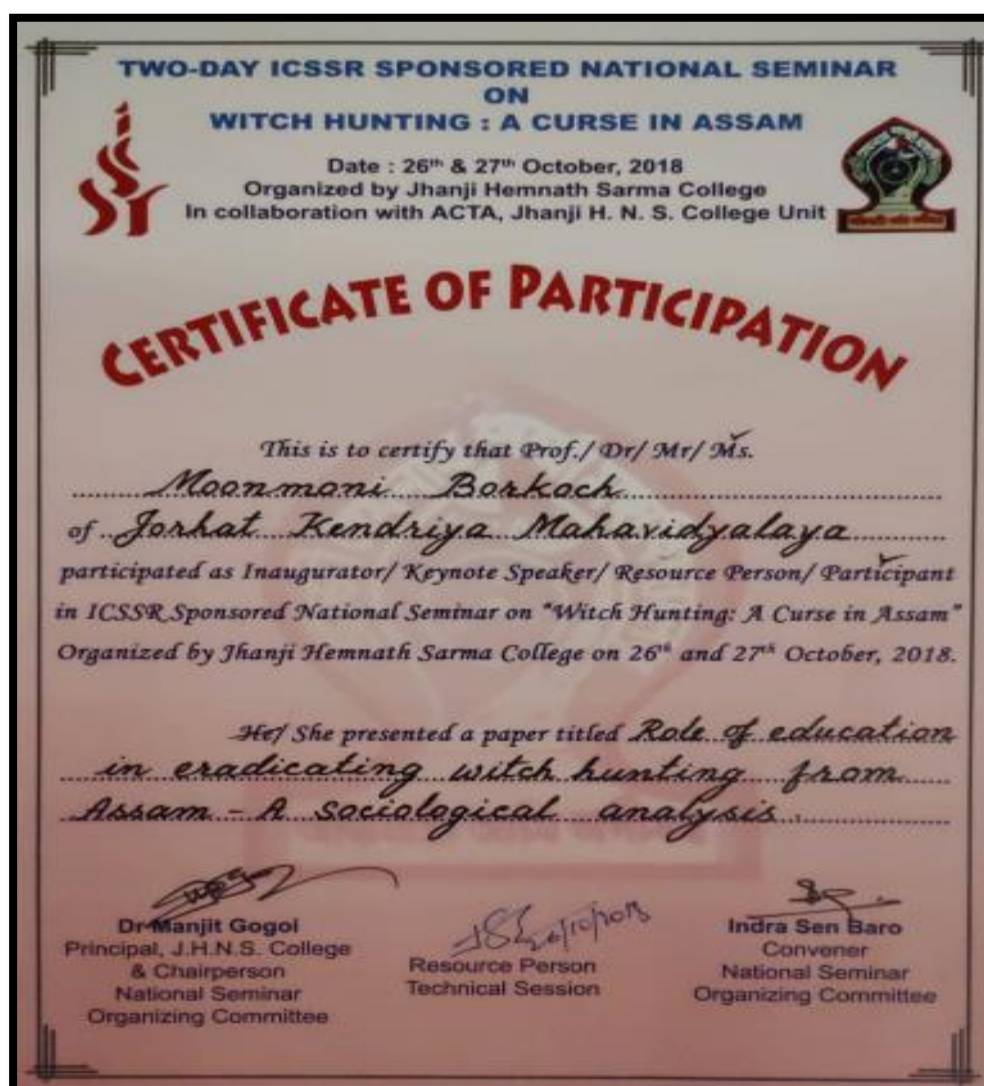 TWO-DAY ICSSR SPONSORED NATIONAL SEMINAR
ON
WITCH HUNTING : A CURSE IN ASSAM
Date : 26th & 27th October, 2018
Organized by Jhanji Hemnath Sarma College
In collaboration with ACTA, Jhanji H. N. S. College Unit
CERTIFICATE OF PARTICIPATION
This is to certify that Prof./ Dr/ Mr/ Ms.
Moonmoni Borkoch
of Jorhat Kendriya Mahavidyalaya
participated as Inaugurator/ Keynote Speaker/ Resource Person/ Participant
in ICSSR Sponsored National Seminar on "Witch Hunting: A Curse in Assam"
Organized by Jhanji Hemnath Sarma College on 26th and 27th October, 2018.
He/ She presented a paper titled Role of education
in eradicating witch hunting from
Assam - A sociological analysis.
Dr Manjit Gogoi
Principal, J.H.N.S. College
& Chairperson
National Seminar
Organizing Committee
26/10/2018
Resource Person
Technical Session
Indra Sen Baro
Convener
National Seminar
Organizing Committee